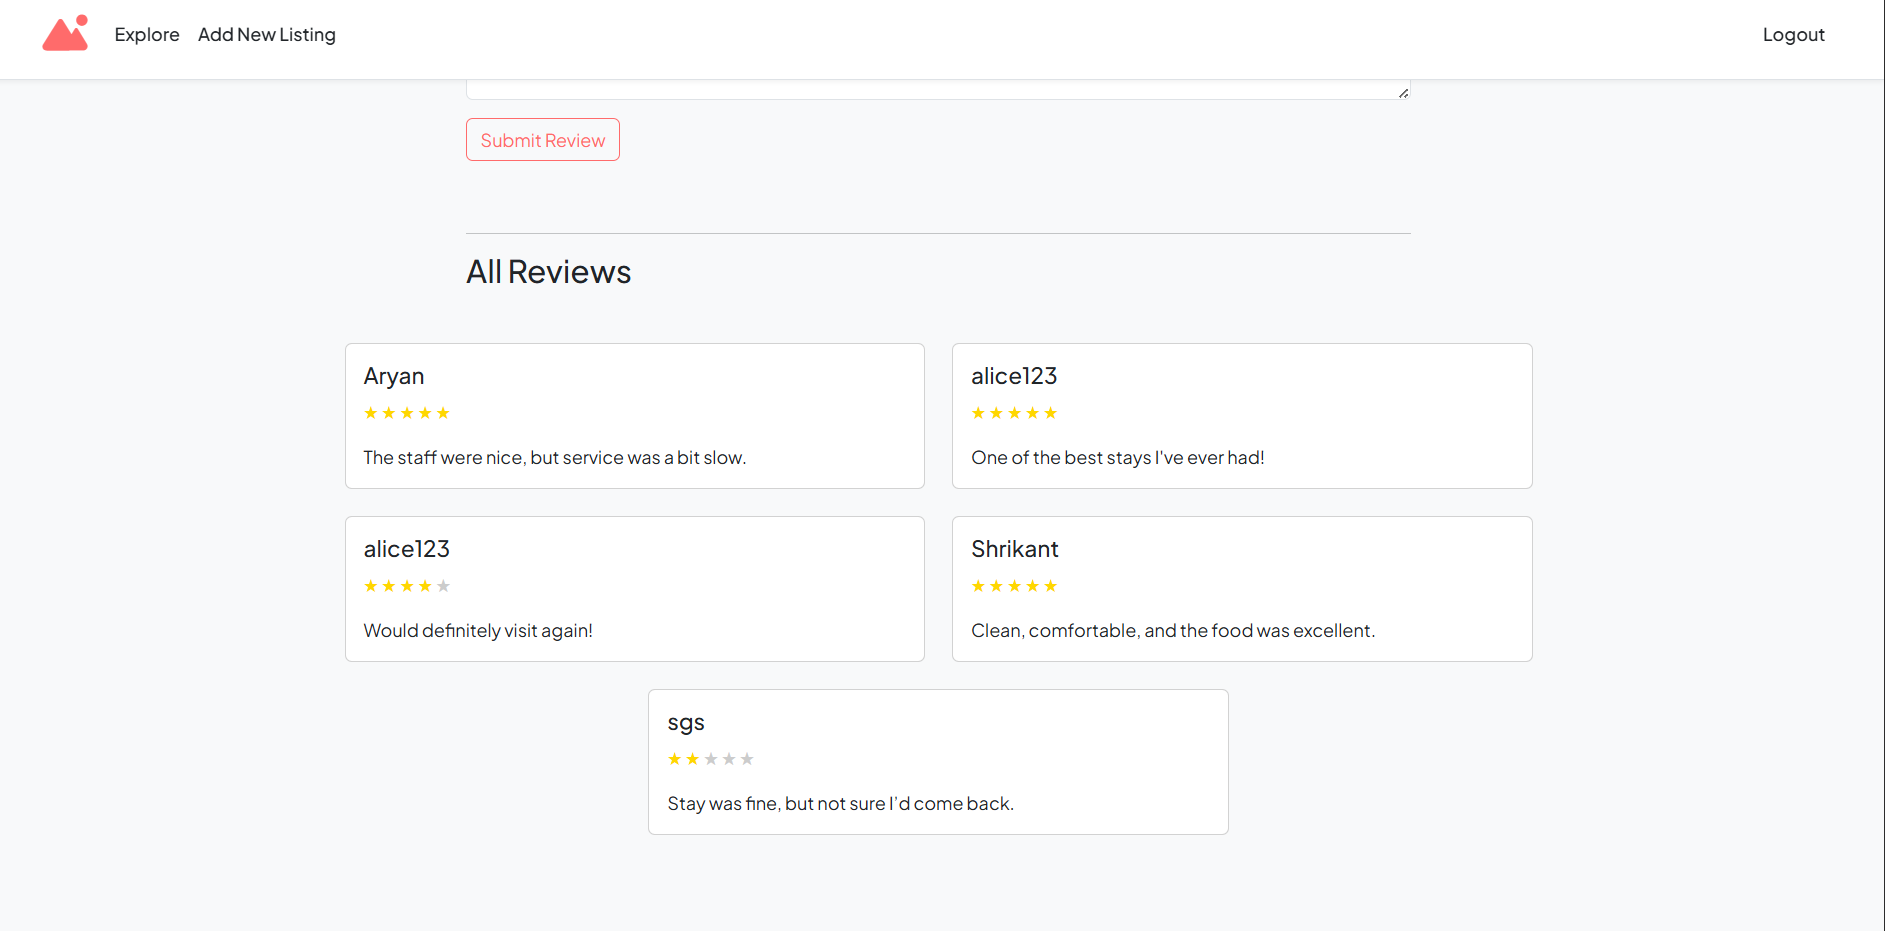 Explore Add New Listing Logout
Submit Review
All Reviews
Aryan
★★★★★
The staff were nice, but service was a bit slow.
alice123
★★★★★
One of the best stays I've ever had!
alice123
★★★★★
Would definitely visit again!
Shrikant
★★★★★
Clean, comfortable, and the food was excellent.
sgs
★★★★★
Stay was fine, but not sure I’d come back.